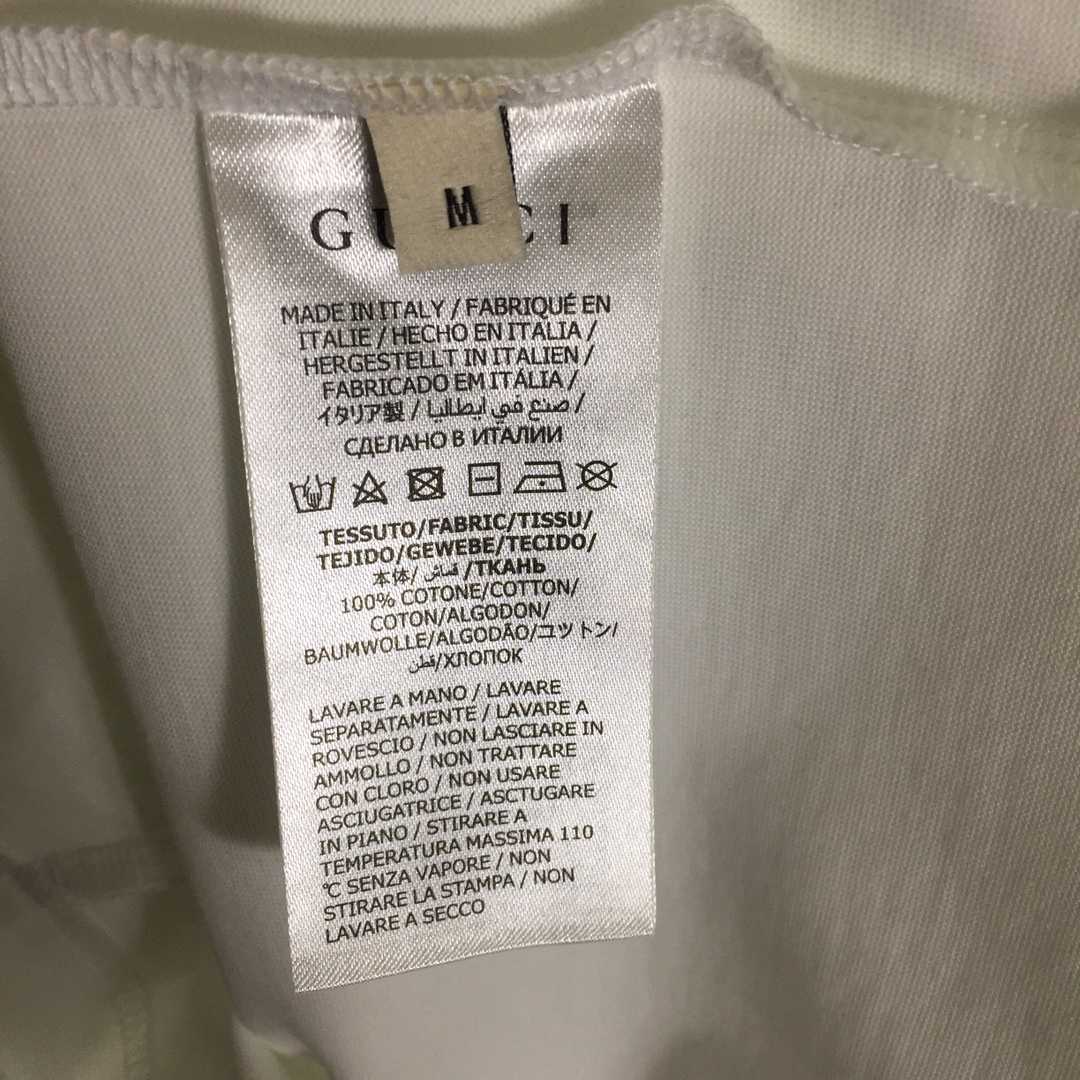 M
GUCCI
MADE IN ITALY / FABRIQUÉ EN
ITALIE / HECHO EN ITALIA /
HERGESTELLT IN ITALIEN /
FABRICADO EM ITÁLIA /
イタリア製 / صنع في ايطاليا /
СДЕЛАНО В ИТАЛИИ
TESSUTO/FABRIC/TISSU/
TEJIDO/GEWEBE/TECIDO/
本体/ قماش /ТКАНЬ
100% COTONE/COTTON/
COTON/ALGODON/
BAUMWOLLE/ALGODÃO/コットン/
قطن/ХЛОПОК
LAVARE A MANO / LAVARE
SEPARATAMENTE / LAVARE A
ROVESCIO / NON LASCIARE IN
AMMOLLO / NON TRATTARE
CON CLORO / NON USARE
ASCIUGATRICE / ASCTUGARE
IN PIANO / STIRARE A
TEMPERATURA MASSIMA 110
℃ SENZA VAPORE / NON
STIRARE LA STAMPA / NON
LAVARE A SECCO